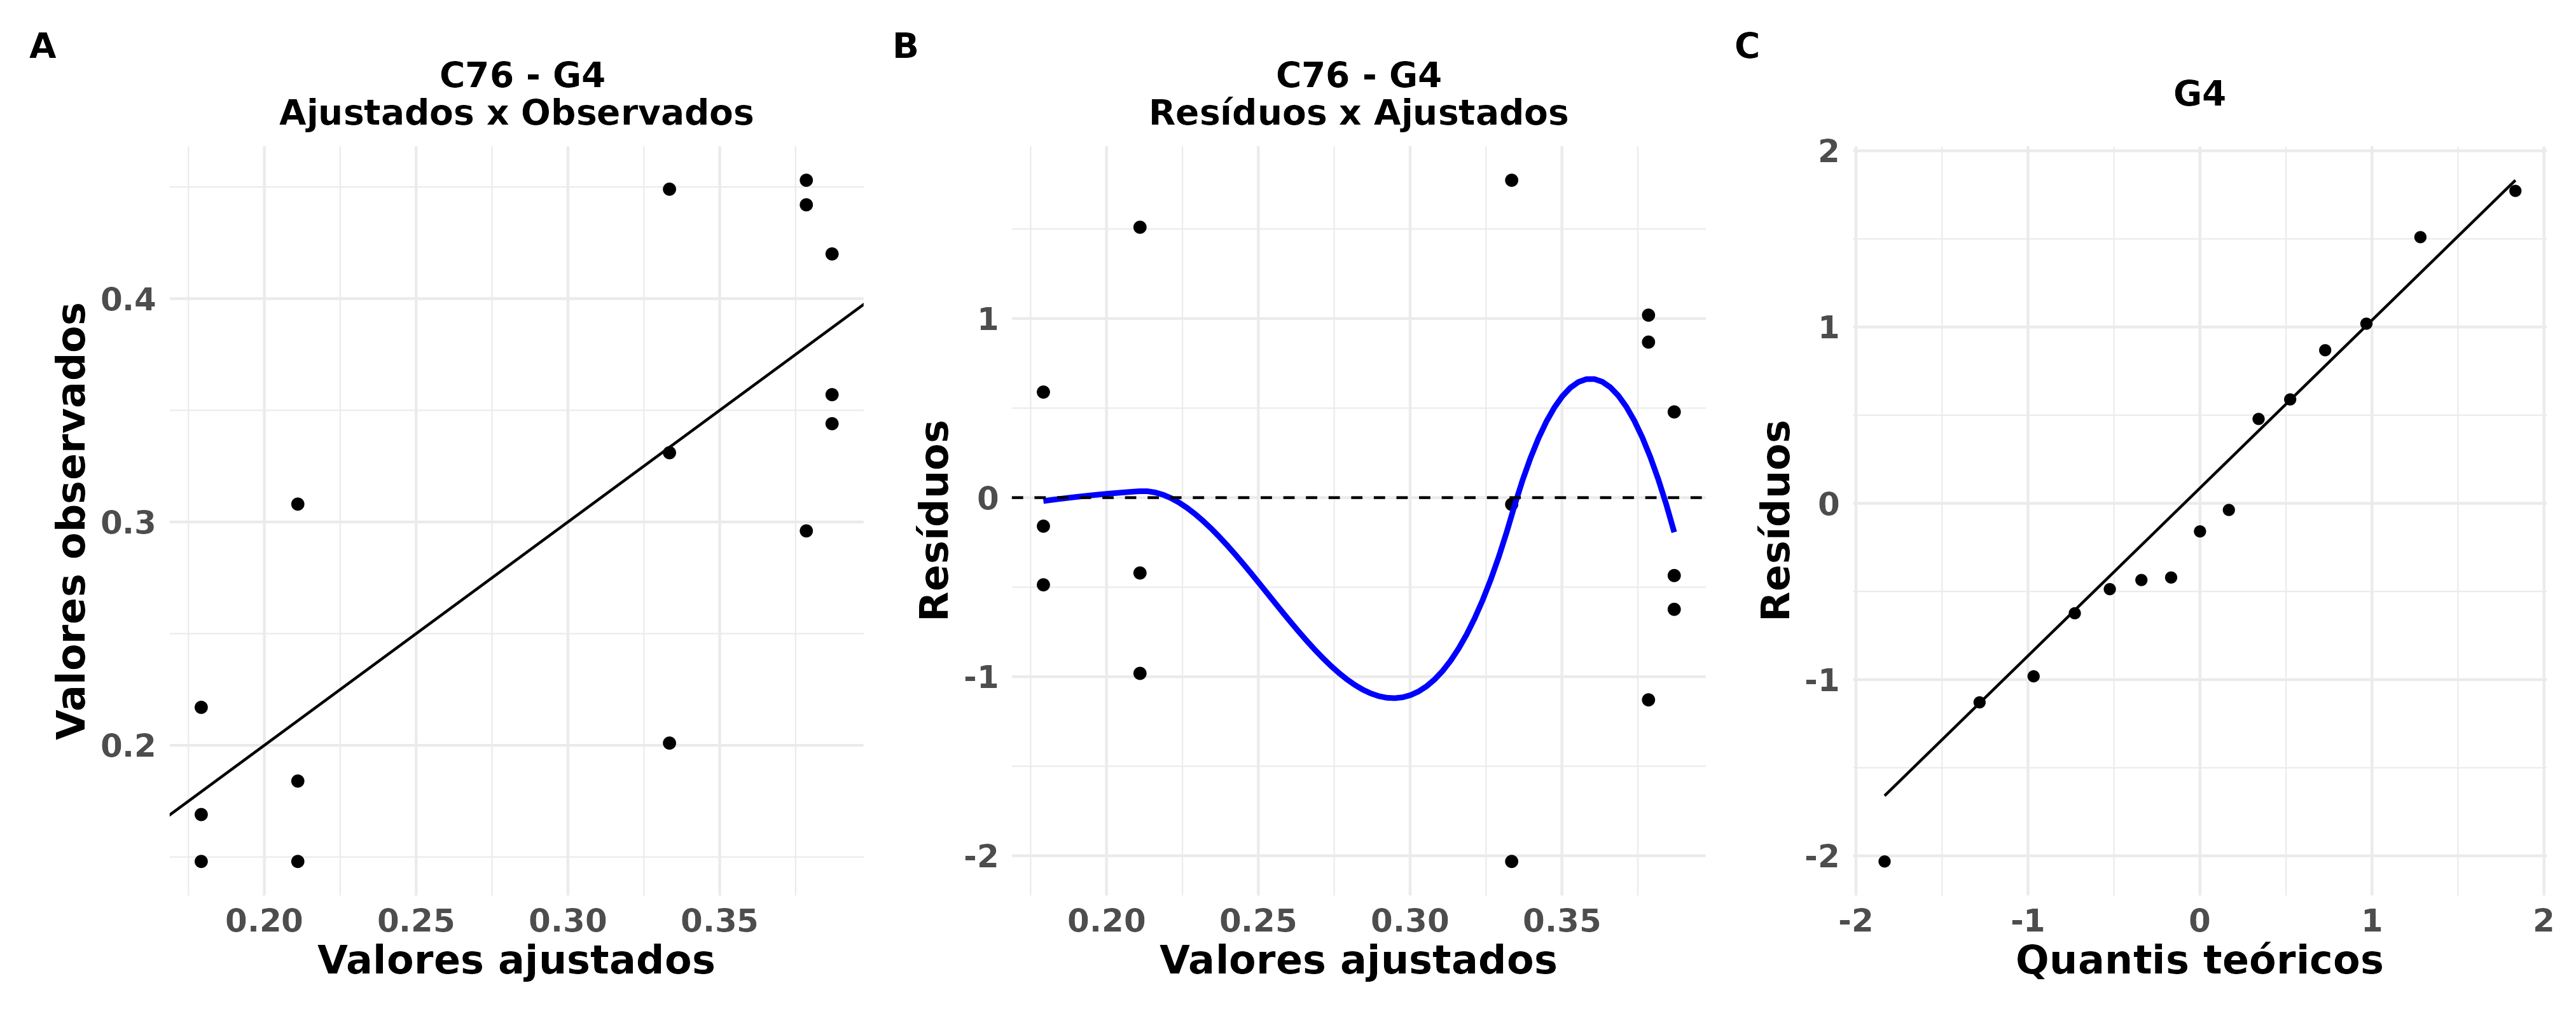 A
C76 - G4
Ajustados x Observados
Valores observados
0.4
0.3
0.2
0.20 0.25 0.30 0.35
Valores ajustados
B
C76 - G4
Resíduos x Ajustados
Resíduos
1
0
-1
-2
0.20 0.25 0.30 0.35
Valores ajustados
C
G4
Resíduos
2
1
0
-1
-2
-2 -1 0 1 2
Quantis teóricos